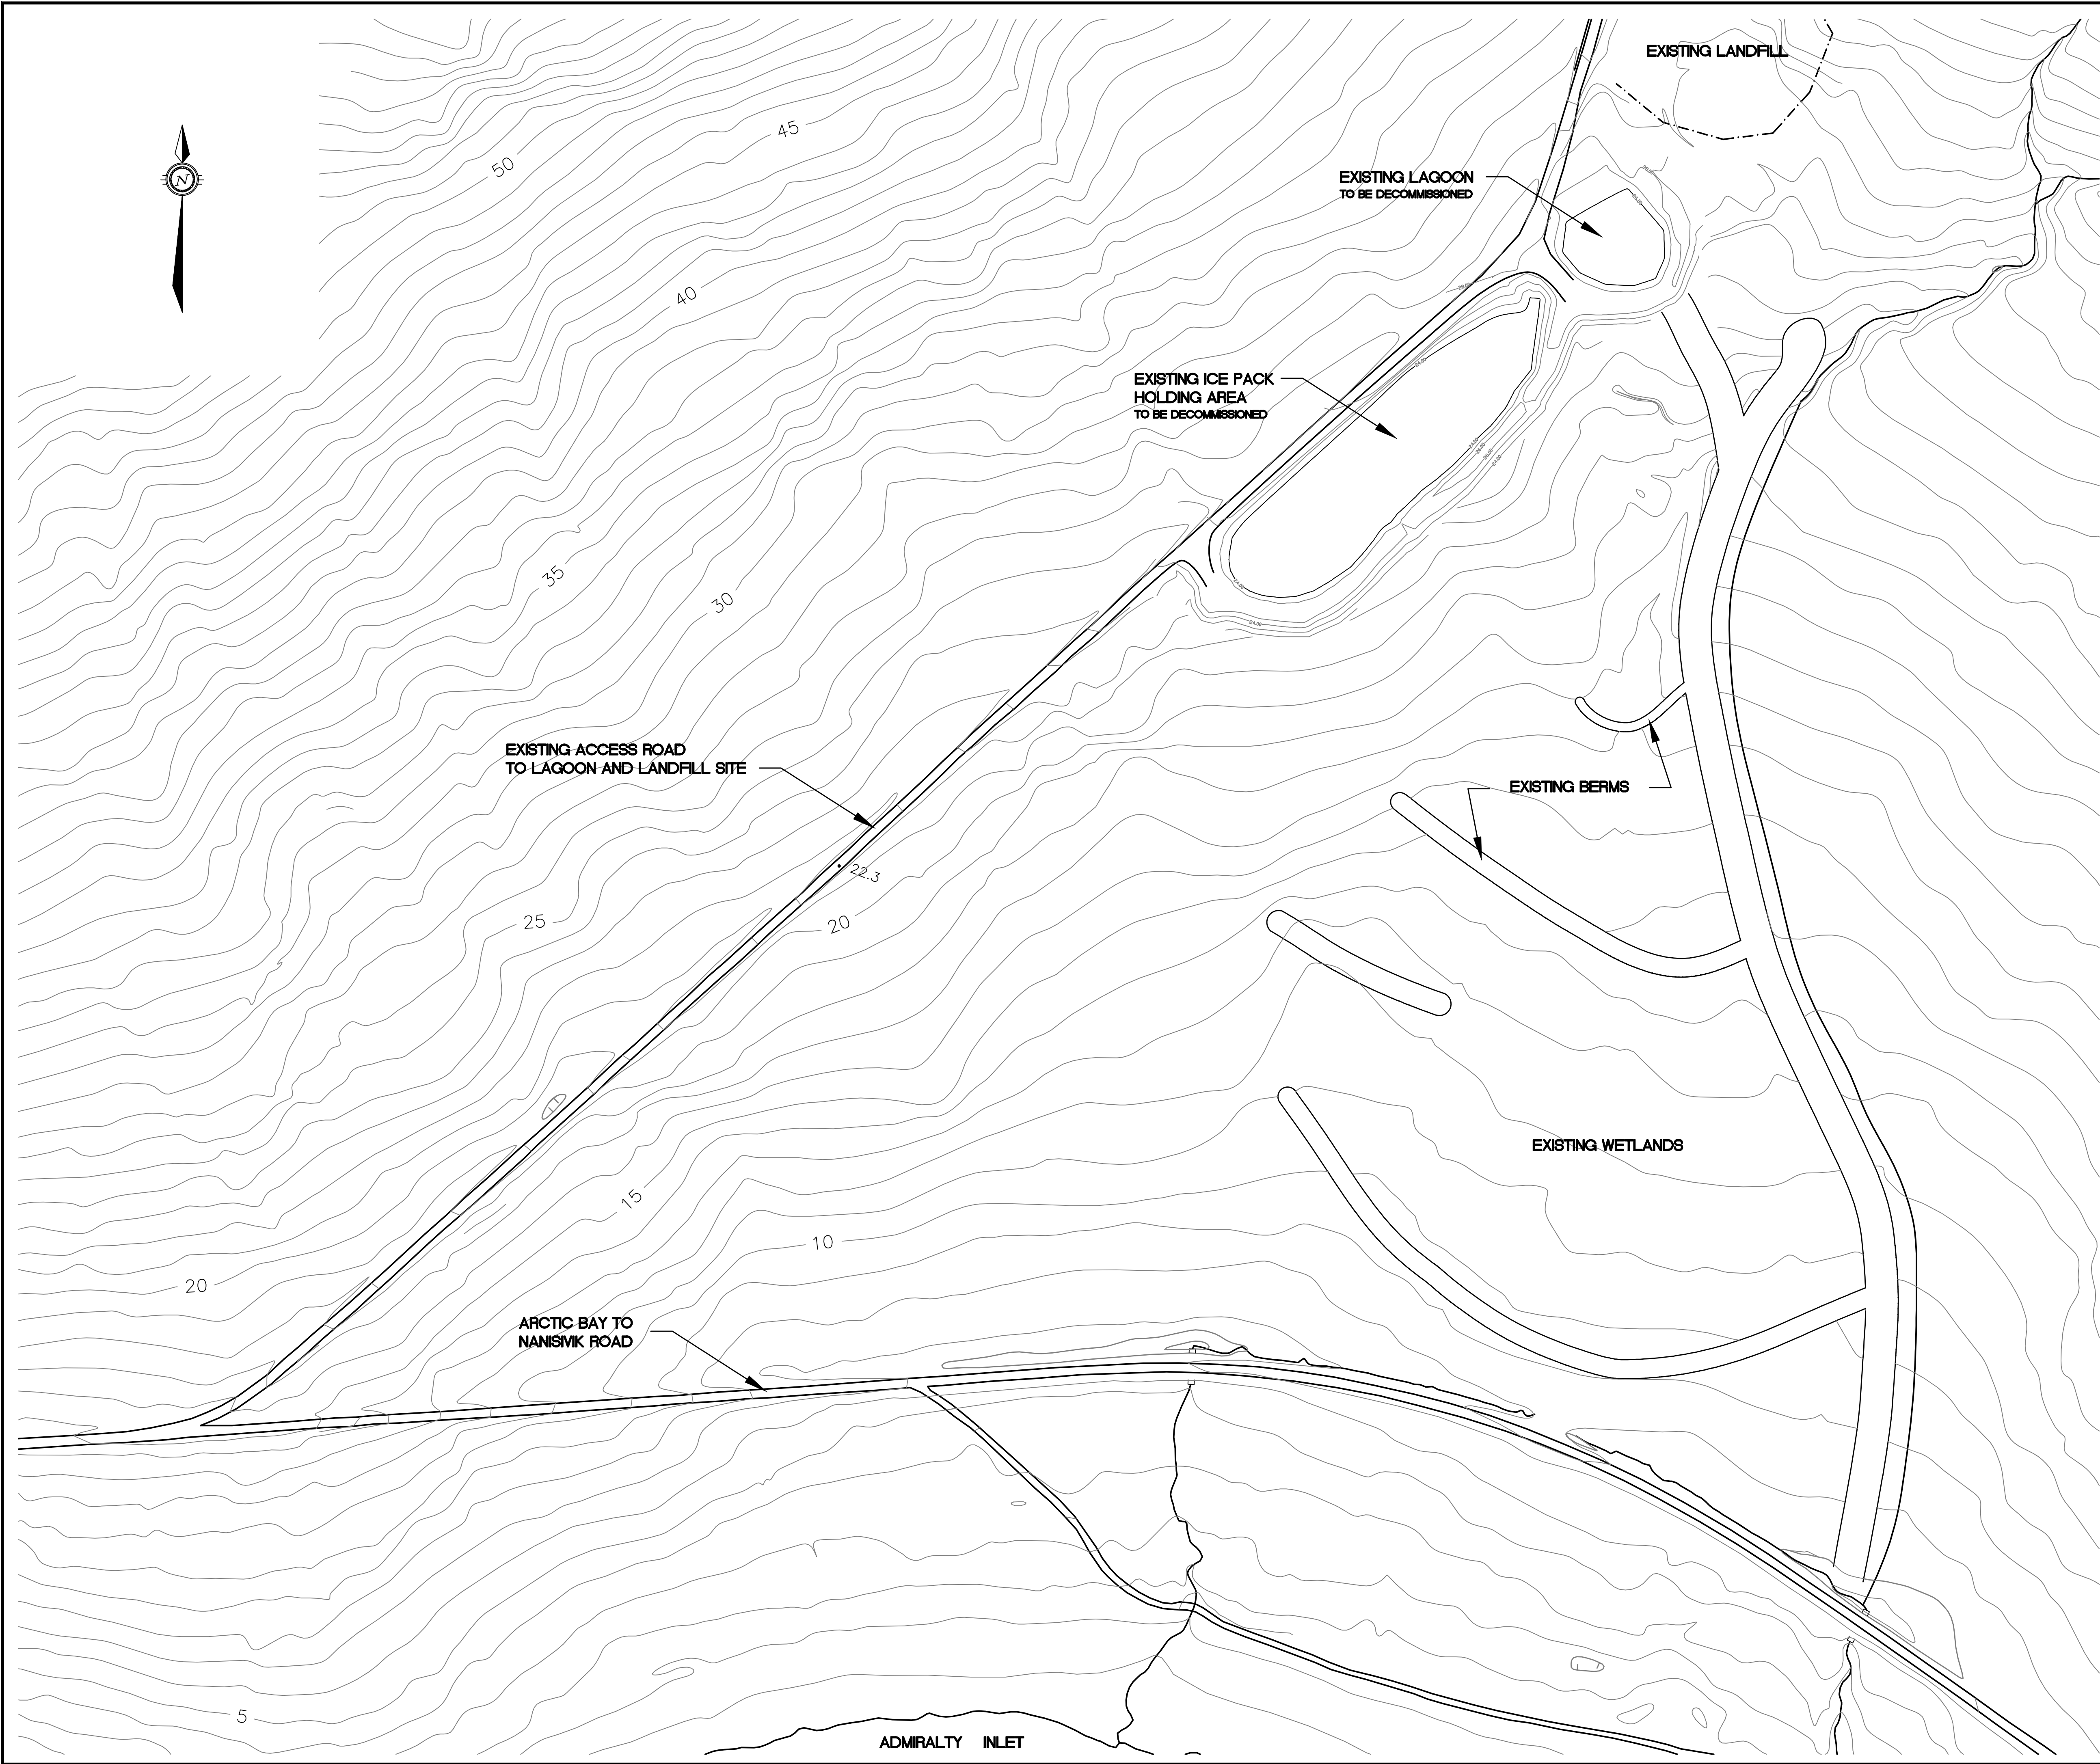 EXISTING LANDFILL
45
50
EXISTING LAGOON
TO BE DECOMMISSIONED
N
40
EXISTING ICE PACK
HOLDING AREA
TO BE DECOMMISSIONED
35
30
24.00
EXISTING ACCESS ROAD
TO LAGOON AND LANDFILL SITE
EXISTING BERMS
22.3
25
20
EXISTING WETLANDS
15
10
20
ARCTIC BAY TO
NANISIVIK ROAD
5
ADMIRALTY INLET